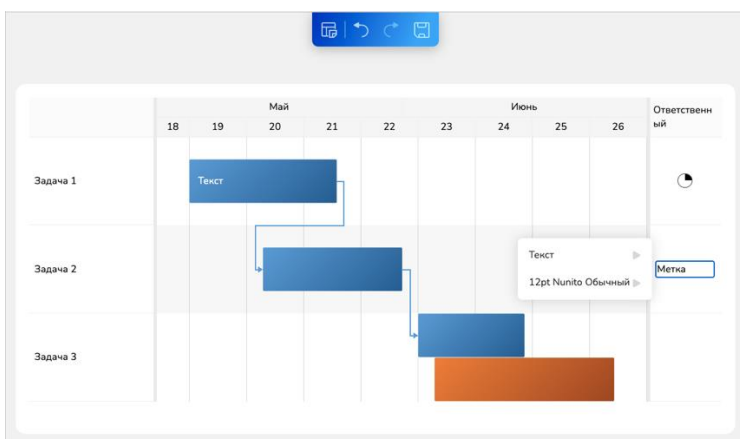 Май
Июнь
Ответственн
ый
18 19 20 21 22 23 24 25 26
Задача 1
Текст
Задача 2
Текст
12pt Nunito Обычный
Метка
Задача 3